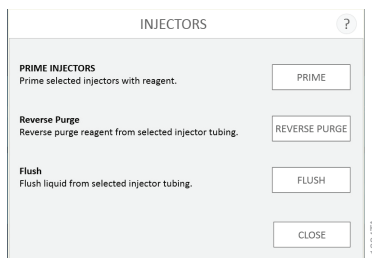 INJECTORS
?
PRIME INJECTORS
Prime selected injectors with reagent.
PRIME
Reverse Purge
Reverse purge reagent from selected injector tubing.
REVERSE PURGE
Flush
Flush liquid from selected injector tubing.
FLUSH
CLOSE